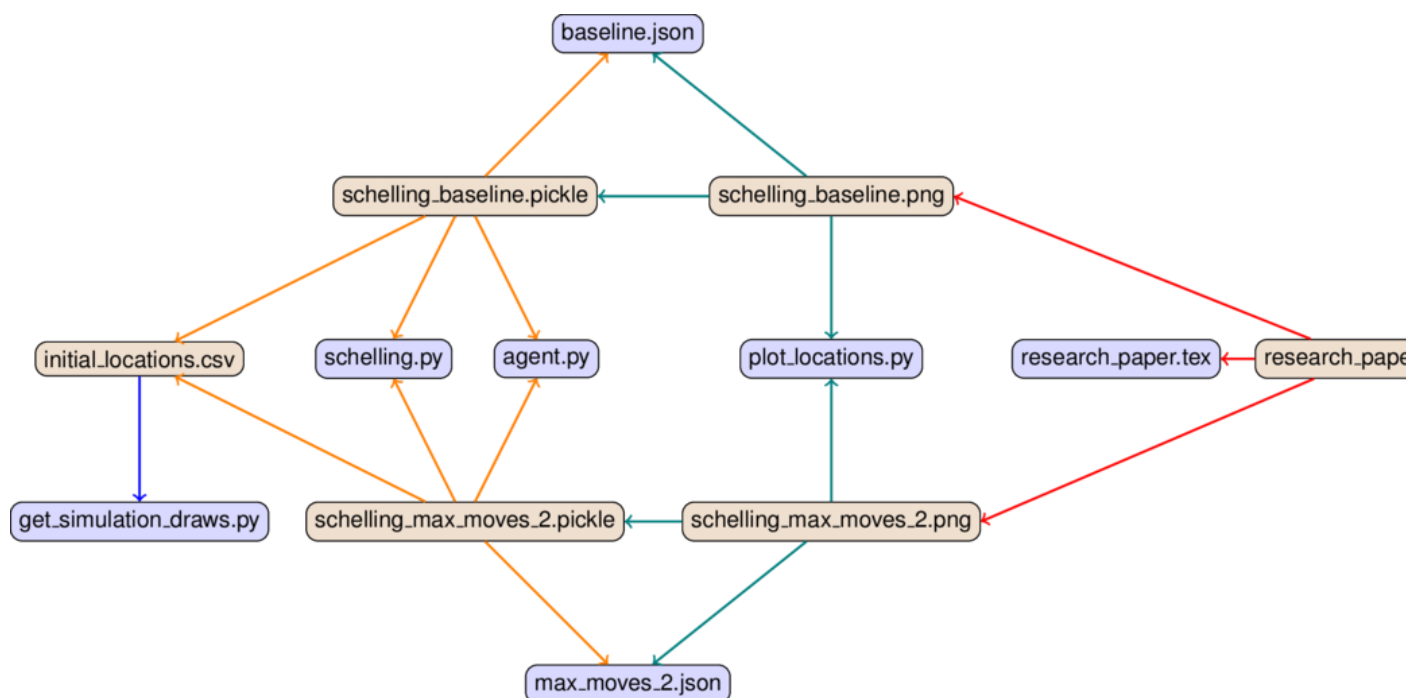 baseline.json
schelling_baseline.pickle
schelling_baseline.png
initial_locations.csv
schelling.py
agent.py
plot_locations.py
research_paper.tex
research_pape
get_simulation_draws.py
schelling_max_moves_2.pickle
schelling_max_moves_2.png
max_moves_2.json